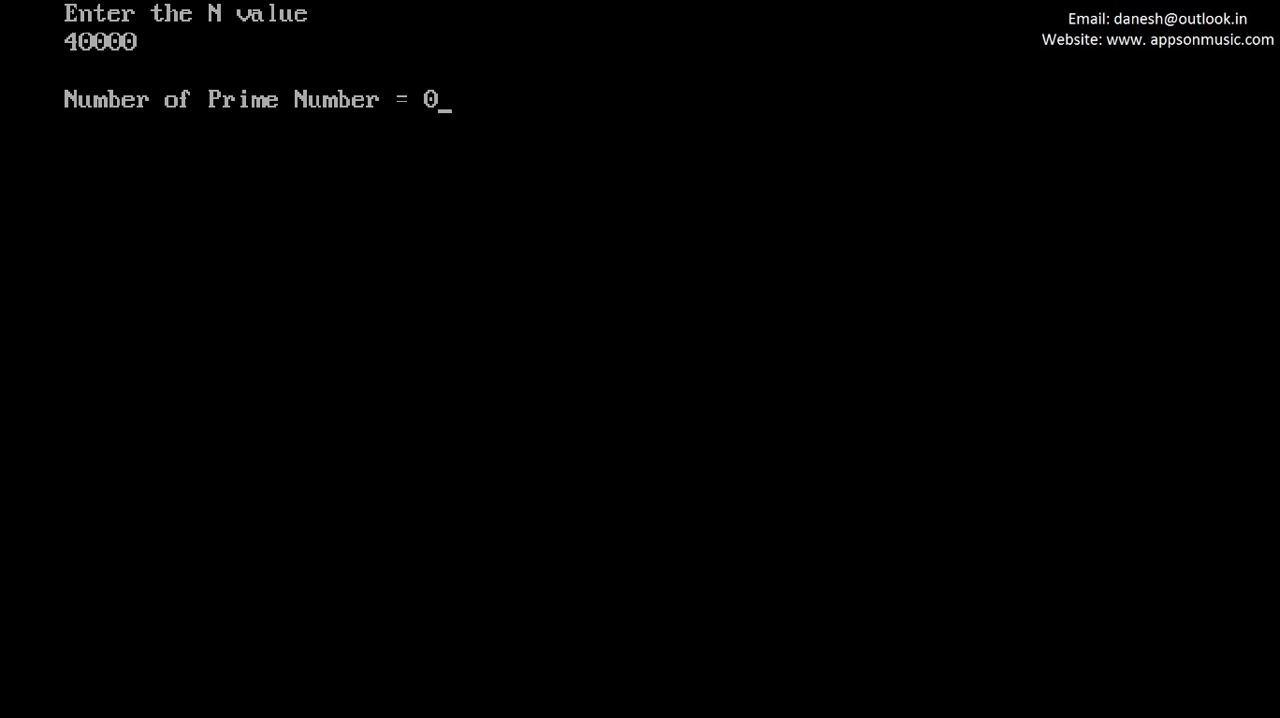 Enter the N value
40000
Number of Prime Number = 0_
Email: danesh@outlook.in
Website: www. appsonmusic.com